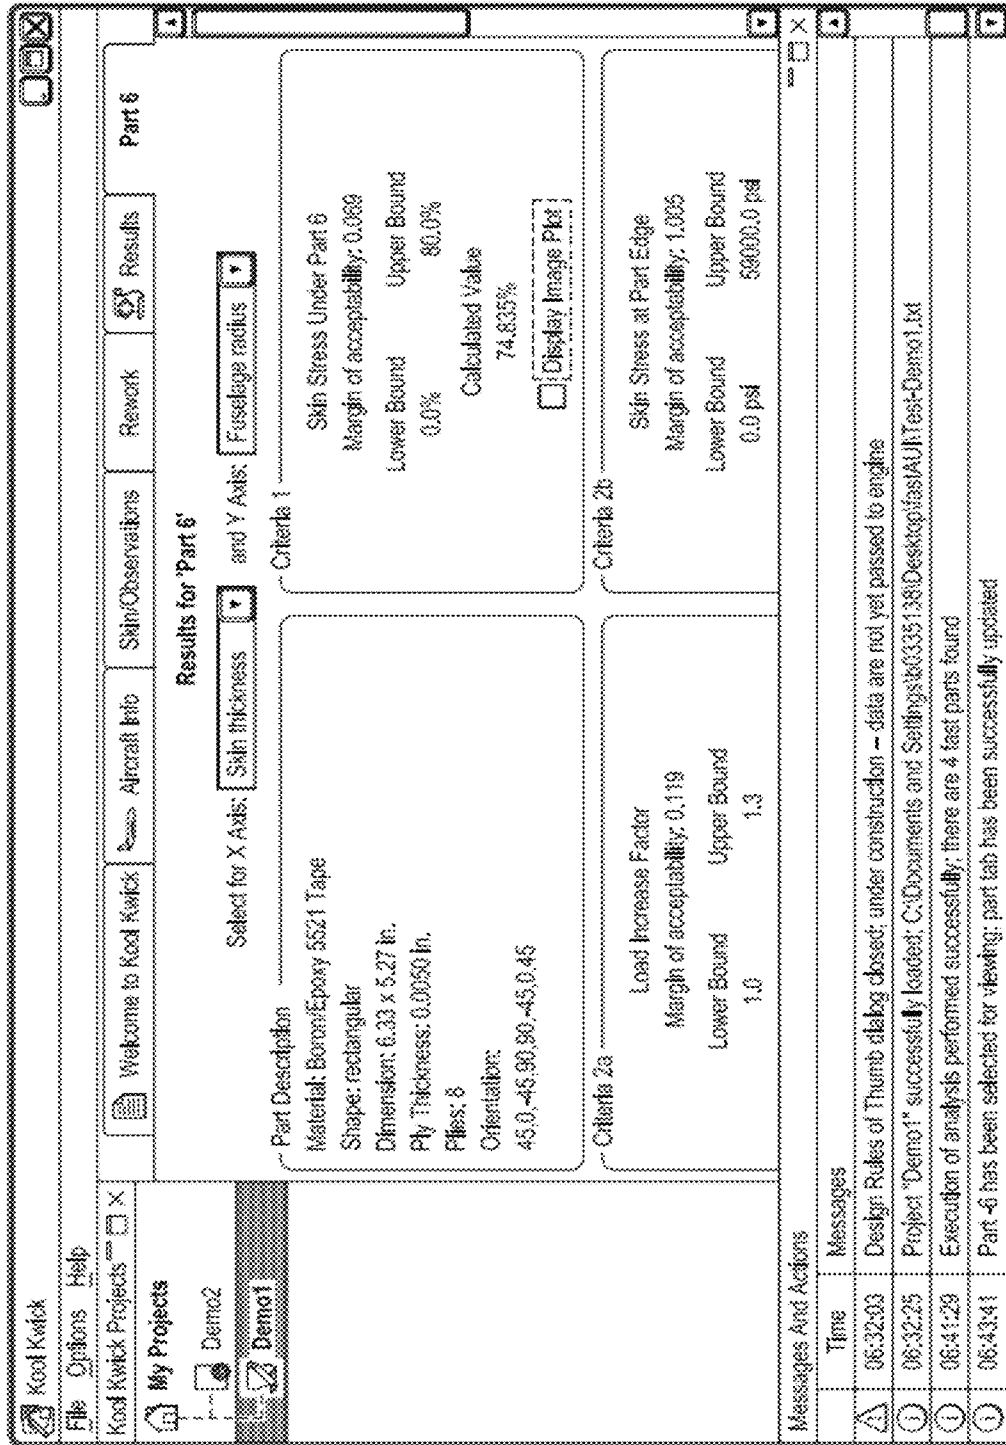 Kool Kwick
File Options Help
Kool Kwick Projects
My Projects
Demo2
Demo1
Welcome to Kool Kwick
Aircraft Info
Skin/Observations
Rework
Results
Part 6
Results for 'Part 6'
Select for X Axis: Skin thickness and Y Axis: Fuselage radius
Part Description
Material: Boron/Epoxy 5521 Tape
Shape: rectangular
Dimension: 6.33 x 5.27 in.
Ply Thickness: 0.0050 in.
Plies: 8
Orientation:
45,0,-45,90,90,-45,0,45
Criteria 1
Skin Stress Under Part 6
Margin of acceptability: 0.069
Lower Bound Upper Bound
0.0% 80.0%
Calculated Value
74.835%
Display Image Plot
Criteria 2a
Load Increase Factor
Margin of acceptability: 0.119
Lower Bound Upper Bound
1.0 1.3
Criteria 2b
Skin Stress at Part Edge
Margin of acceptability: 1.005
Lower Bound Upper Bound
0.0 psi 59000.0 psi
Messages And Actions
Time Messages
06:32:03 Design Rules of Thumb dialog closed; under construction – data are not yet passed to engine
06:32:25 Project "Demo1" successfully loaded; C:\Documents and Settings\b0335138\Desktop\fastAUI\Test-Demo1.txt
06:41:29 Execution of analysis performed successfully; there are 4 fast parts found
06:43:41 Part -6 has been selected for viewing; part tab has been successfully updated